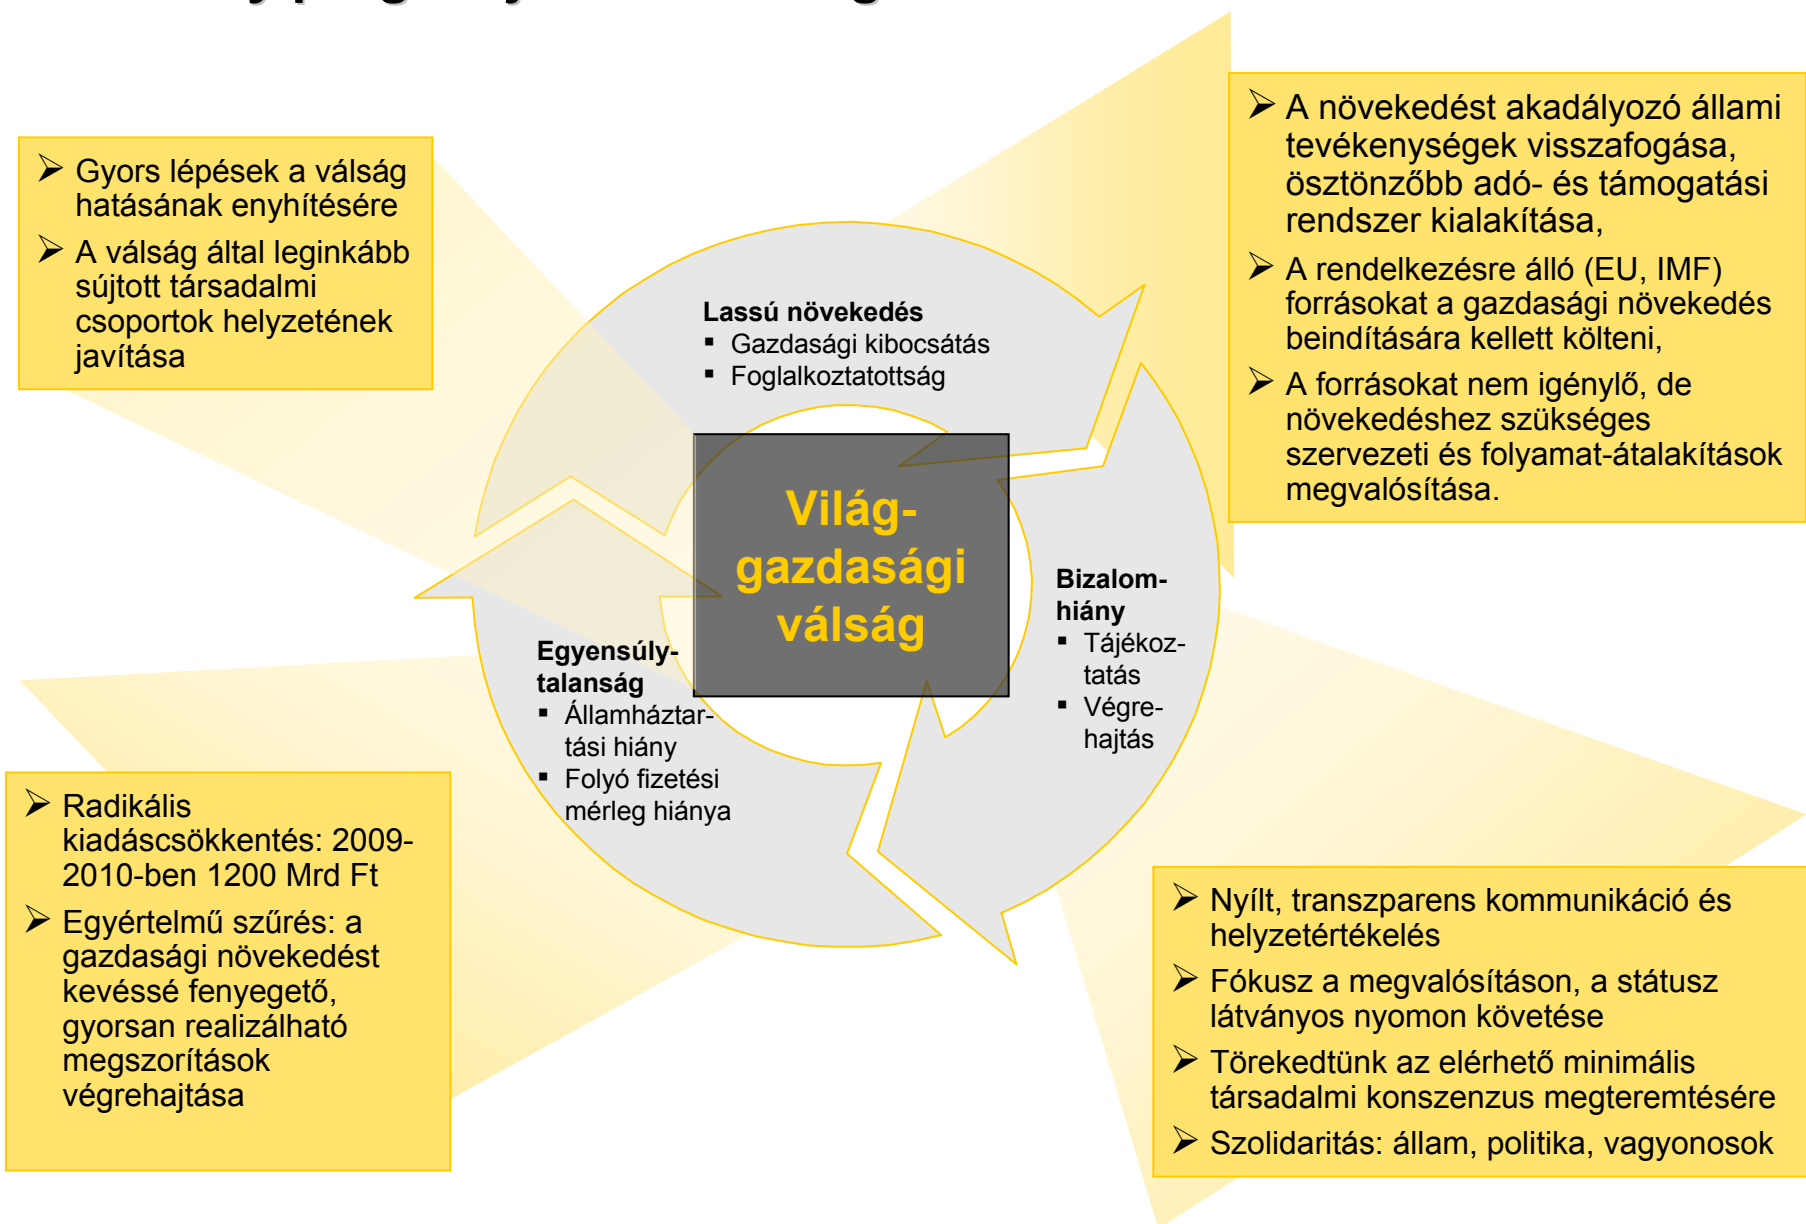 Gyors lépések a válság
hatásának enyhítésére
A válság által leginkább
sújtott társadalmi
csoportok helyzetének
javítása
A növekedést akadályozó állami
tevékenységek visszafogása,
ösztönzőbb adó- és támogatási
rendszer kialakítása,
A rendelkezésre álló (EU, IMF)
forrásokat a gazdasági növekedés
beindítására kellett költeni,
A forrásokat nem igénylő, de
növekedéshez szükséges
szervezeti és folyamat-átalakítások
megvalósítása.
Lassú növekedés
▪ Gazdasági kibocsátás
▪ Foglalkoztatottság
Világ-
gazdasági
válság
Bizalom-
hiány
▪ Tájékoz-
tatás
▪ Végre-
hajtás
Egyensúly-
talanság
▪ Államháztar-
tási hiány
▪ Folyó fizetési
mérleg hiánya
Radikális
kiadáscsökkentés: 2009-
2010-ben 1200 Mrd Ft
Egyértelmű szűrés: a
gazdasági növekedést
kevéssé fenyegető,
gyorsan realizálható
megszorítások
végrehajtása
Nyílt, transzparens kommunikáció és
helyzetértékelés
Fókusz a megvalósításon, a státusz
látványos nyomon követése
Törekedtünk az elérhető minimális
társadalmi konszenzus megteremtésére
Szolidaritás: állam, politika, vagyonosok